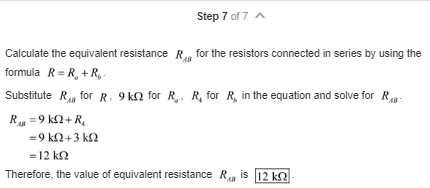 Step 7 of 7
Calculate the equivalent resistance R_AB for the resistors connected in series by using the
formula R = R_a + R_b.
Substitute R_AB for R, 9 kΩ for R_a, R_4 for R_b in the equation and solve for R_AB.
R_AB = 9 kΩ + R_4
= 9 kΩ + 3 kΩ
= 12 kΩ
Therefore, the value of equivalent resistance R_AB is 12 kΩ.